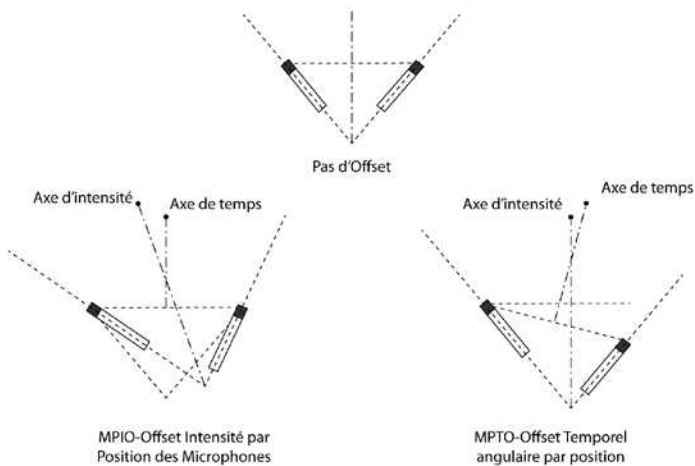 Pas d'Offset
Axe d'intensité
Axe de temps
MPIO-Offset Intensité par
Position des Microphones
Axe de temps
Axe d'intensité
MPTO-Offset Temporel
angulaire par position